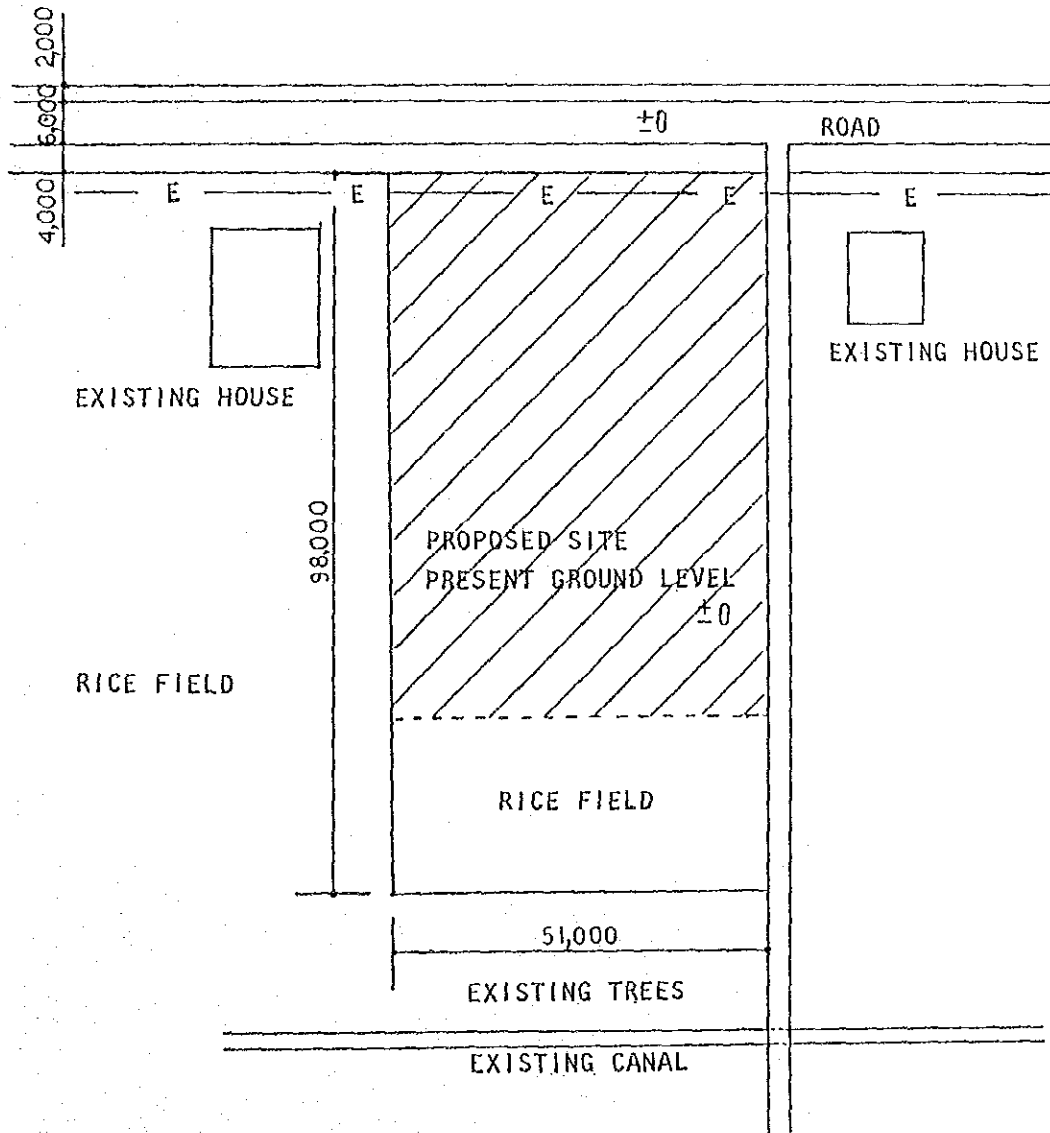 2,000
6,000
4,000
±0
ROAD
E
E
E
E
E
EXISTING HOUSE
EXISTING HOUSE
98,000
PROPOSED SITE
PRESENT GROUND LEVEL
±0
RICE FIELD
RICE FIELD
51,000
EXISTING TREES
EXISTING CANAL